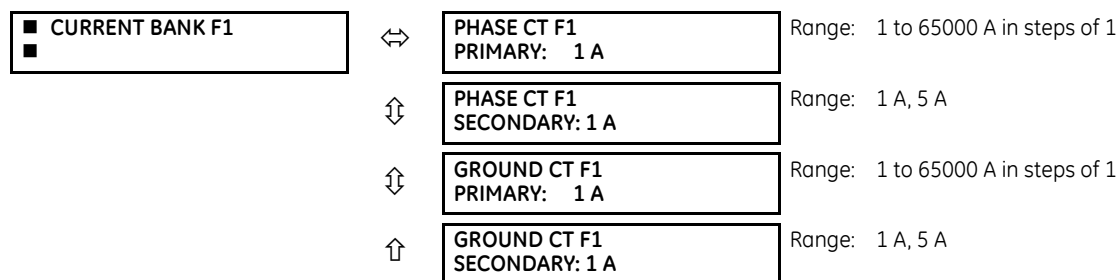 ■ CURRENT BANK F1
■
PHASE CT F1
PRIMARY: 1 A
Range: 1 to 65000 A in steps of 1
PHASE CT F1
SECONDARY: 1 A
Range: 1 A, 5 A
GROUND CT F1
PRIMARY: 1 A
Range: 1 to 65000 A in steps of 1
GROUND CT F1
SECONDARY: 1 A
Range: 1 A, 5 A